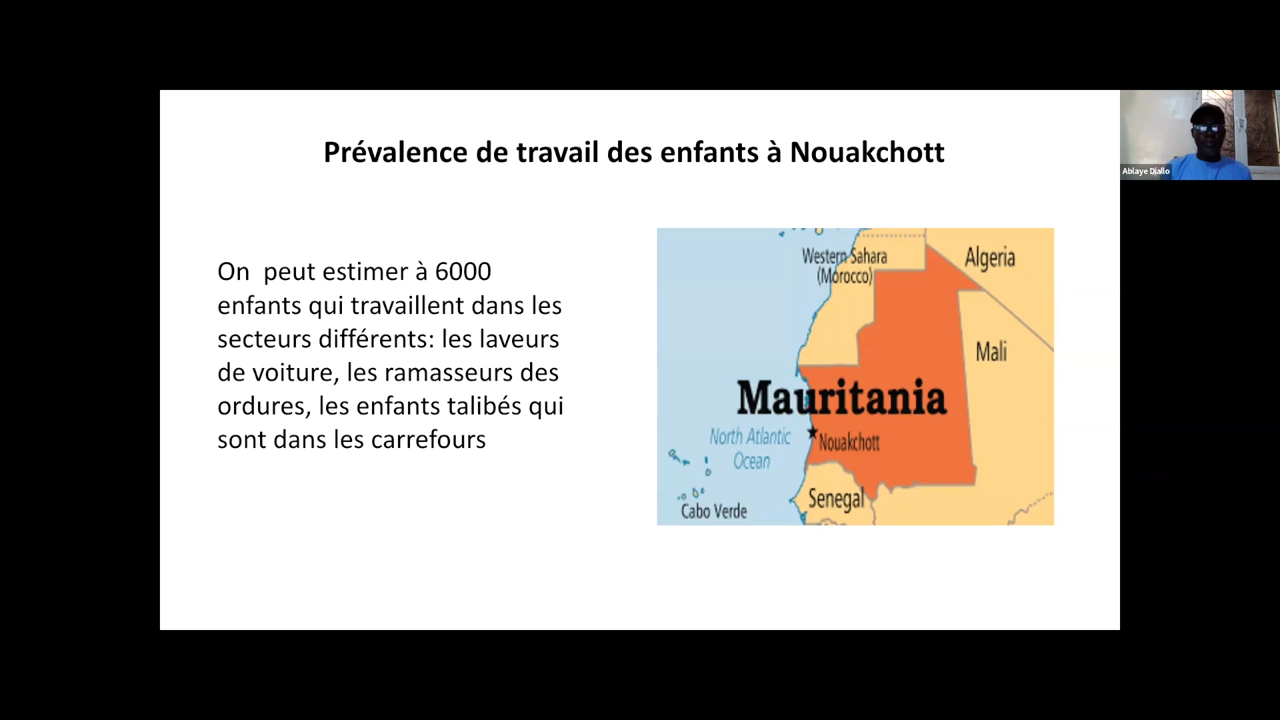 Prévalence de travail des enfants à Nouakchott
On  peut estimer à 6000
enfants qui travaillent dans les
secteurs différents: les laveurs
de voiture, les ramasseurs des
ordures, les enfants talibés qui
sont dans les carrefours
Western Sahara
(Morocco)
Algeria
Mali
Mauritania
North Atlantic
Ocean
Nouakchott
Senegal
Cabo Verde
Ablaye Diallo